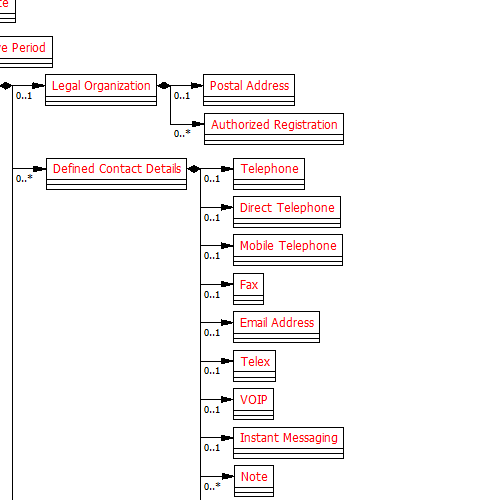 Legal Organization
0..1
Postal Address
0..1
Authorized Registration
0..*
Defined Contact Details
0..*
Telephone
0..1
Direct Telephone
0..1
Mobile Telephone
0..1
Fax
0..1
Email Address
0..1
Telex
0..1
VOIP
0..1
Instant Messaging
0..1
Note
0..*
Period